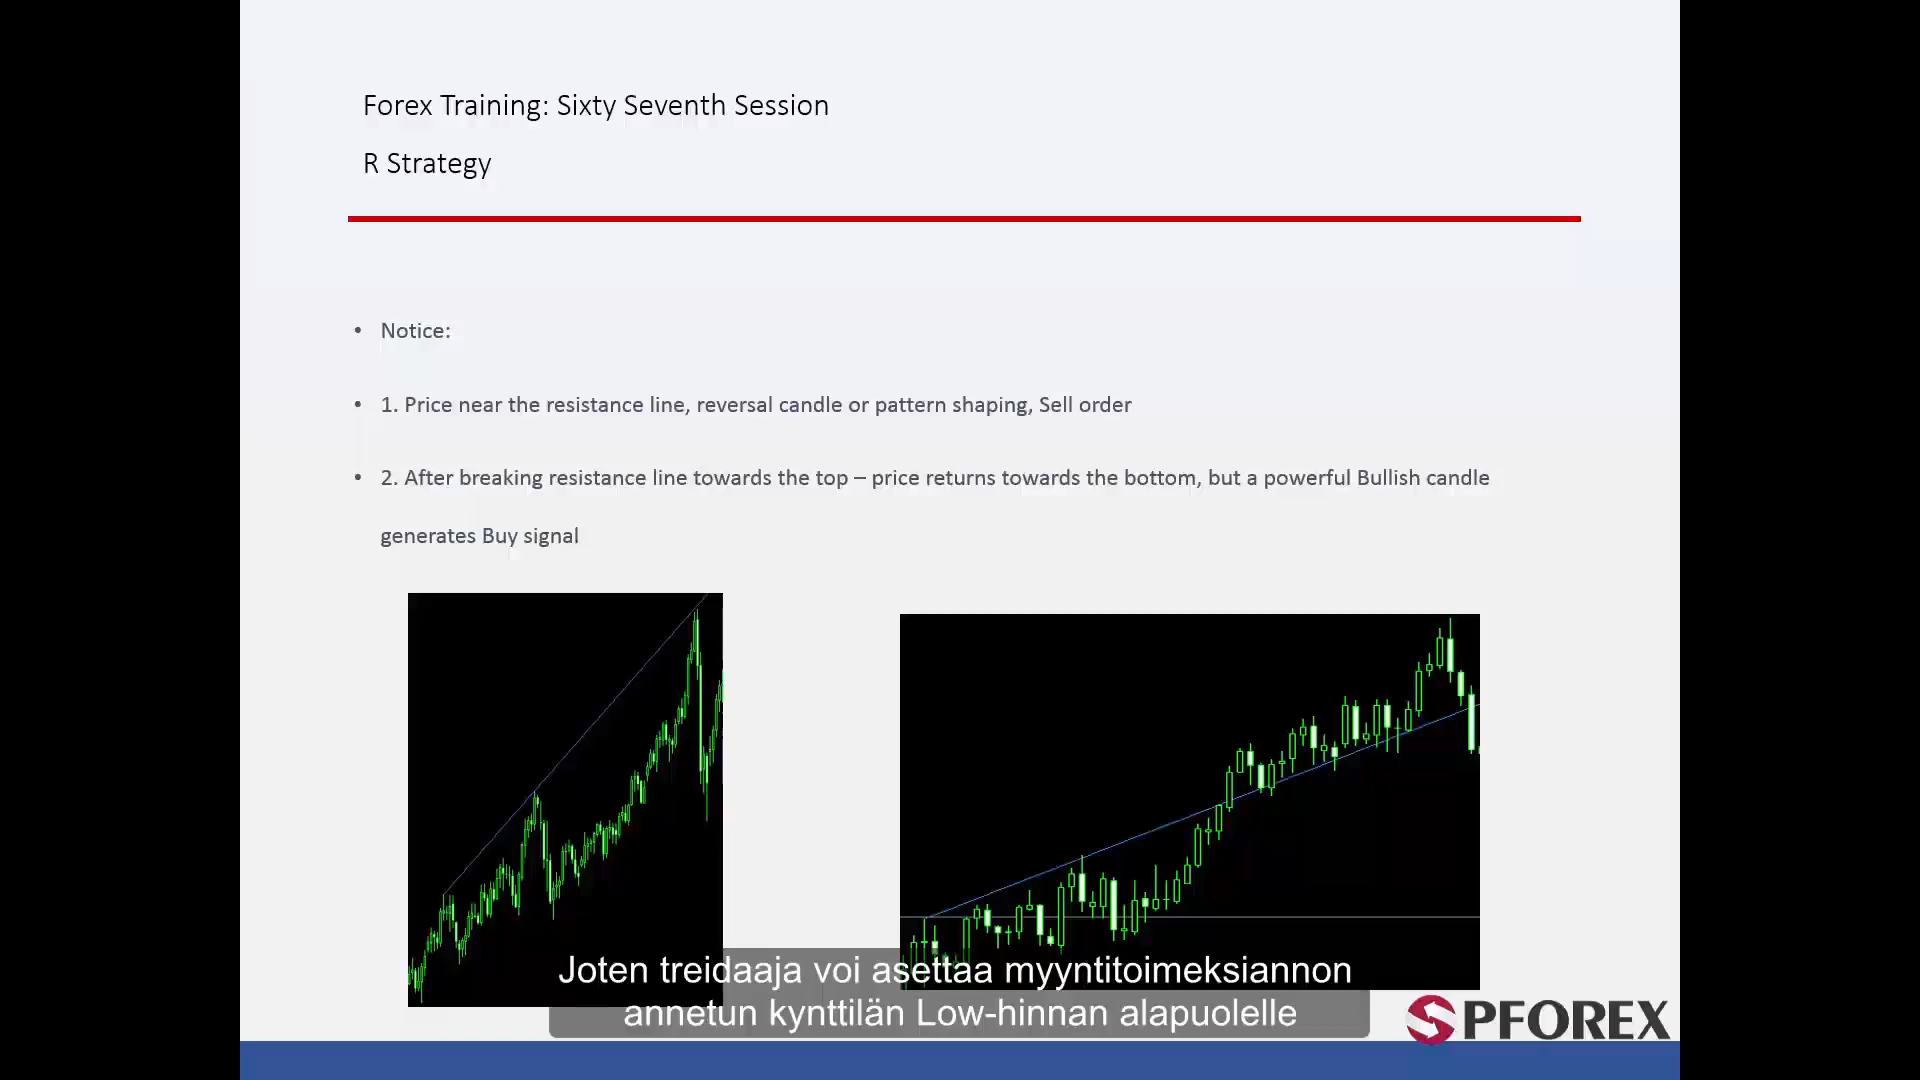 Forex Training: Sixty Seventh Session
R Strategy
• Notice:
• 1. Price near the resistance line, reversal candle or pattern shaping, Sell order
• 2. After breaking resistance line towards the top – price returns towards the bottom, but a powerful Bullish candle
generates Buy signal
Joten treidaaja voi asettaa myyntitoimeksiannon
annetun kynttilän Low-hinnan alapuolelle
PFOREX